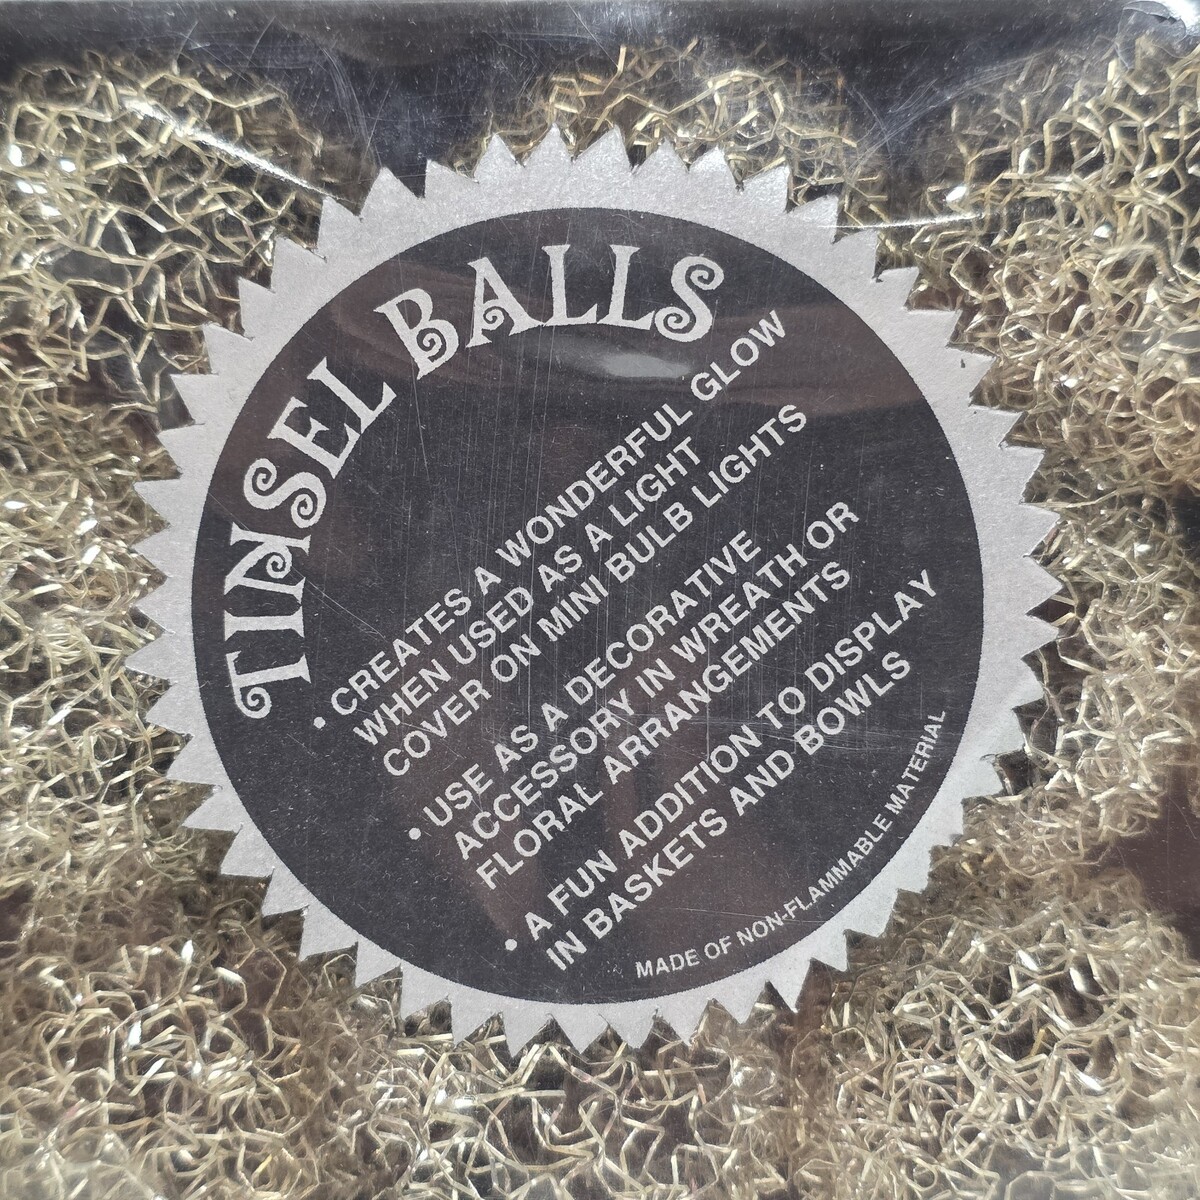 TINSEL BALLS
• CREATES A WONDERFUL GLOW
WHEN USED AS A LIGHT
COVER ON MINI BULB LIGHTS
• USE AS A DECORATIVE
ACCESSORY IN WREATH OR
FLORAL ARRANGEMENTS
• A FUN ADDITION TO DISPLAY
IN BASKETS AND BOWLS
MADE OF NON-FLAMMABLE MATERIAL